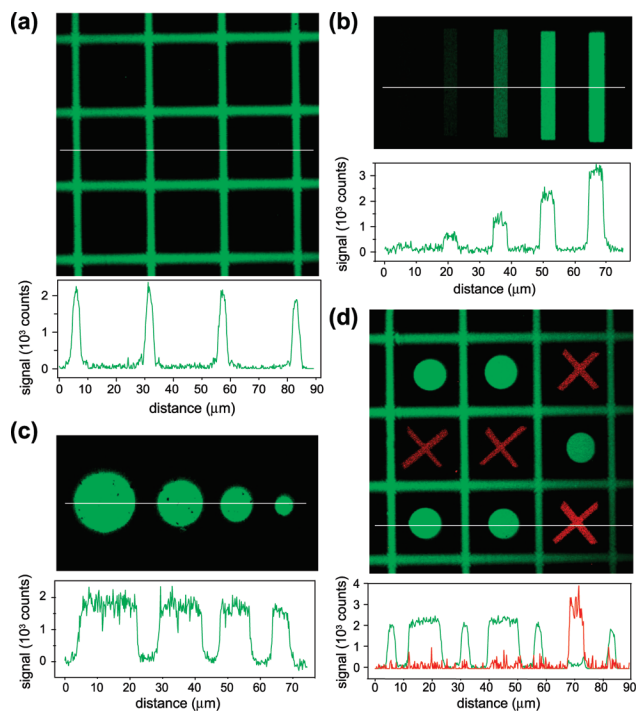 (a)
signal (10³ counts)
2
1
0
0 10 20 30 40 50 60 70 80 90
distance (μm)
(b)
signal (10³ counts)
3
2
1
0
0 10 20 30 40 50 60 70
distance (μm)
(c)
signal (10³ counts)
2
1
0
0 10 20 30 40 50 60 70
distance (μm)
(d)
signal (10³ counts)
4
3
2
1
0
0 10 20 30 40 50 60 70 80 90
distance (μm)